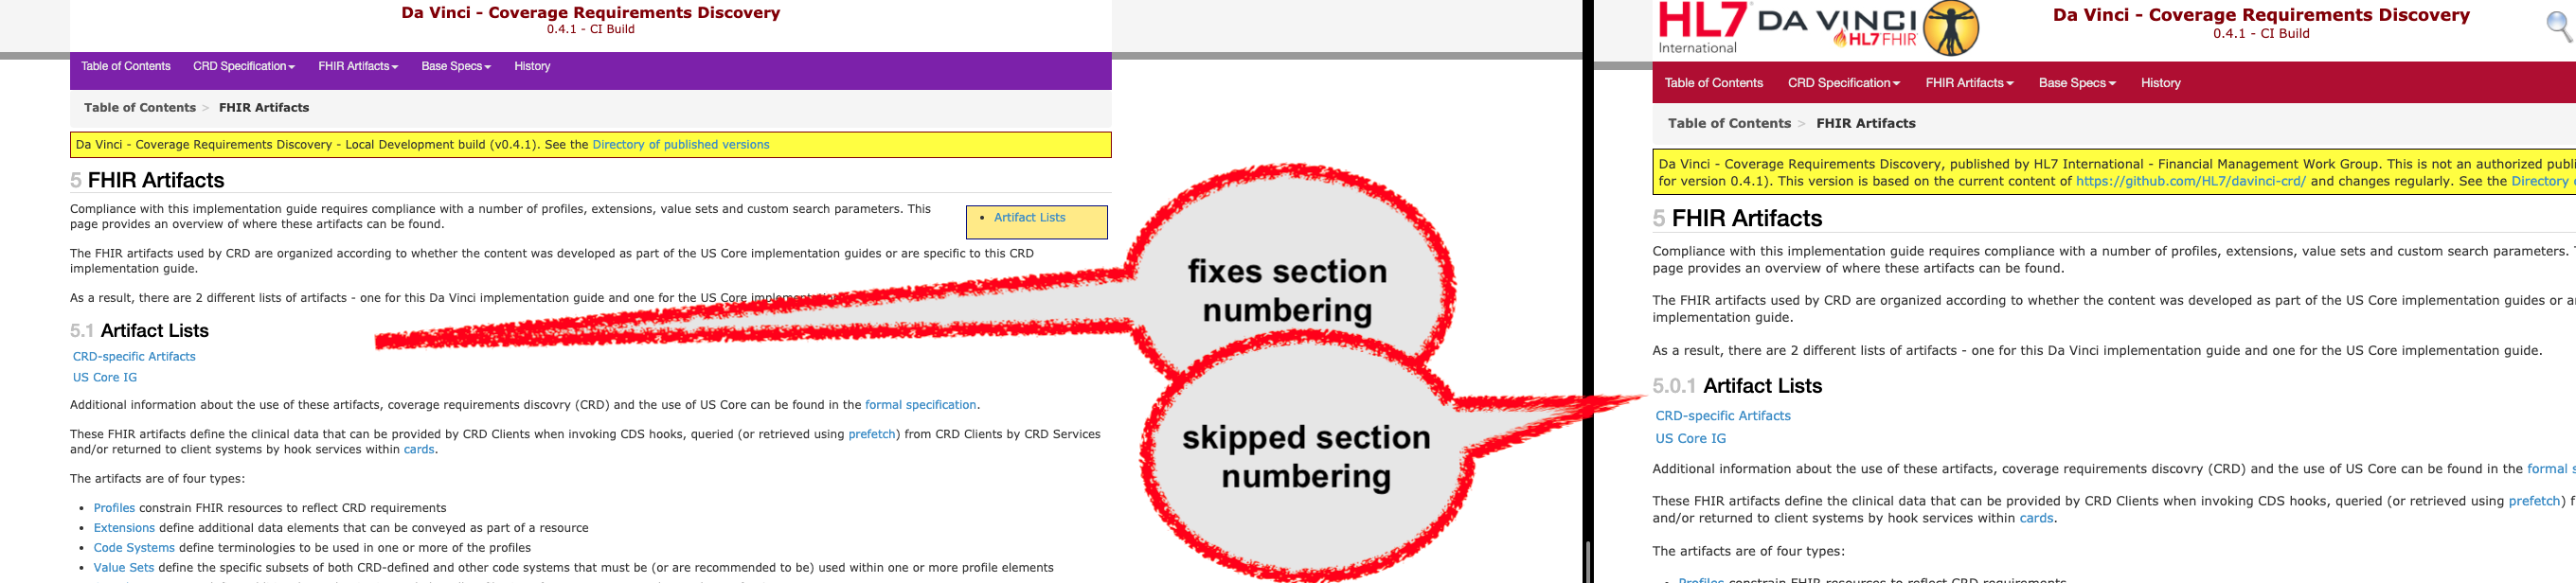 Da Vinci - Coverage Requirements Discovery
0.4.1 - CI Build
Table of Contents CRD Specification FHIR Artifacts Base Specs History
Table of Contents > FHIR Artifacts
Da Vinci - Coverage Requirements Discovery - Local Development build (v0.4.1). See the Directory of published versions
5 FHIR Artifacts
Compliance with this implementation guide requires compliance with a number of profiles, extensions, value sets and custom search parameters. This
page provides an overview of where these artifacts can be found.
• Artifact Lists
The FHIR artifacts used by CRD are organized according to whether the content was developed as part of the US Core implementation guides or are specific to this CRD
implementation guide.
As a result, there are 2 different lists of artifacts - one for this Da Vinci implementation guide and one for the US Core
5.1 Artifact Lists
CRD-specific Artifacts
US Core IG
Additional information about the use of these artifacts, coverage requirements discovry (CRD) and the use of US Core can be found in the formal specification.
These FHIR artifacts define the clinical data that can be provided by CRD Clients when invoking CDS hooks, queried (or retrieved using prefetch) from CRD Clients by CRD Services
and/or returned to client systems by hook services within cards.
The artifacts are of four types:
• Profiles constrain FHIR resources to reflect CRD requirements
• Extensions define additional data elements that can be conveyed as part of a resource
• Code Systems define terminologies to be used in one or more of the profiles
• Value Sets define the specific subsets of both CRD-defined and other code systems that must be (or are recommended to be) used within one or more profile elements
fixes section
numbering
skipped section
numbering
HL7
International
DA VINCI
HL7 FHIR
Da Vinci - Coverage Requirements Discovery
0.4.1 - CI Build
Table of Contents CRD Specification FHIR Artifacts Base Specs History
Table of Contents > FHIR Artifacts
Da Vinci - Coverage Requirements Discovery, published by HL7 International - Financial Management Work Group. This is not an authorized publi
for version 0.4.1). This version is based on the current content of https://github.com/HL7/davinci-crd/ and changes regularly. See the Directory
5 FHIR Artifacts
Compliance with this implementation guide requires compliance with a number of profiles, extensions, value sets and custom search parameters.
page provides an overview of where these artifacts can be found.
The FHIR artifacts used by CRD are organized according to whether the content was developed as part of the US Core implementation guides or a
implementation guide.
As a result, there are 2 different lists of artifacts - one for this Da Vinci implementation guide and one for the US Core implementation guide.
5.0.1 Artifact Lists
CRD-specific Artifacts
US Core IG
Additional information about the use of these artifacts, coverage requirements discovry (CRD) and the use of US Core can be found in the formal
These FHIR artifacts define the clinical data that can be provided by CRD Clients when invoking CDS hooks, queried (or retrieved using prefetch)
and/or returned to client systems by hook services within cards.
The artifacts are of four types:
• Profiles constrain FHIR resources to reflect CRD requirements